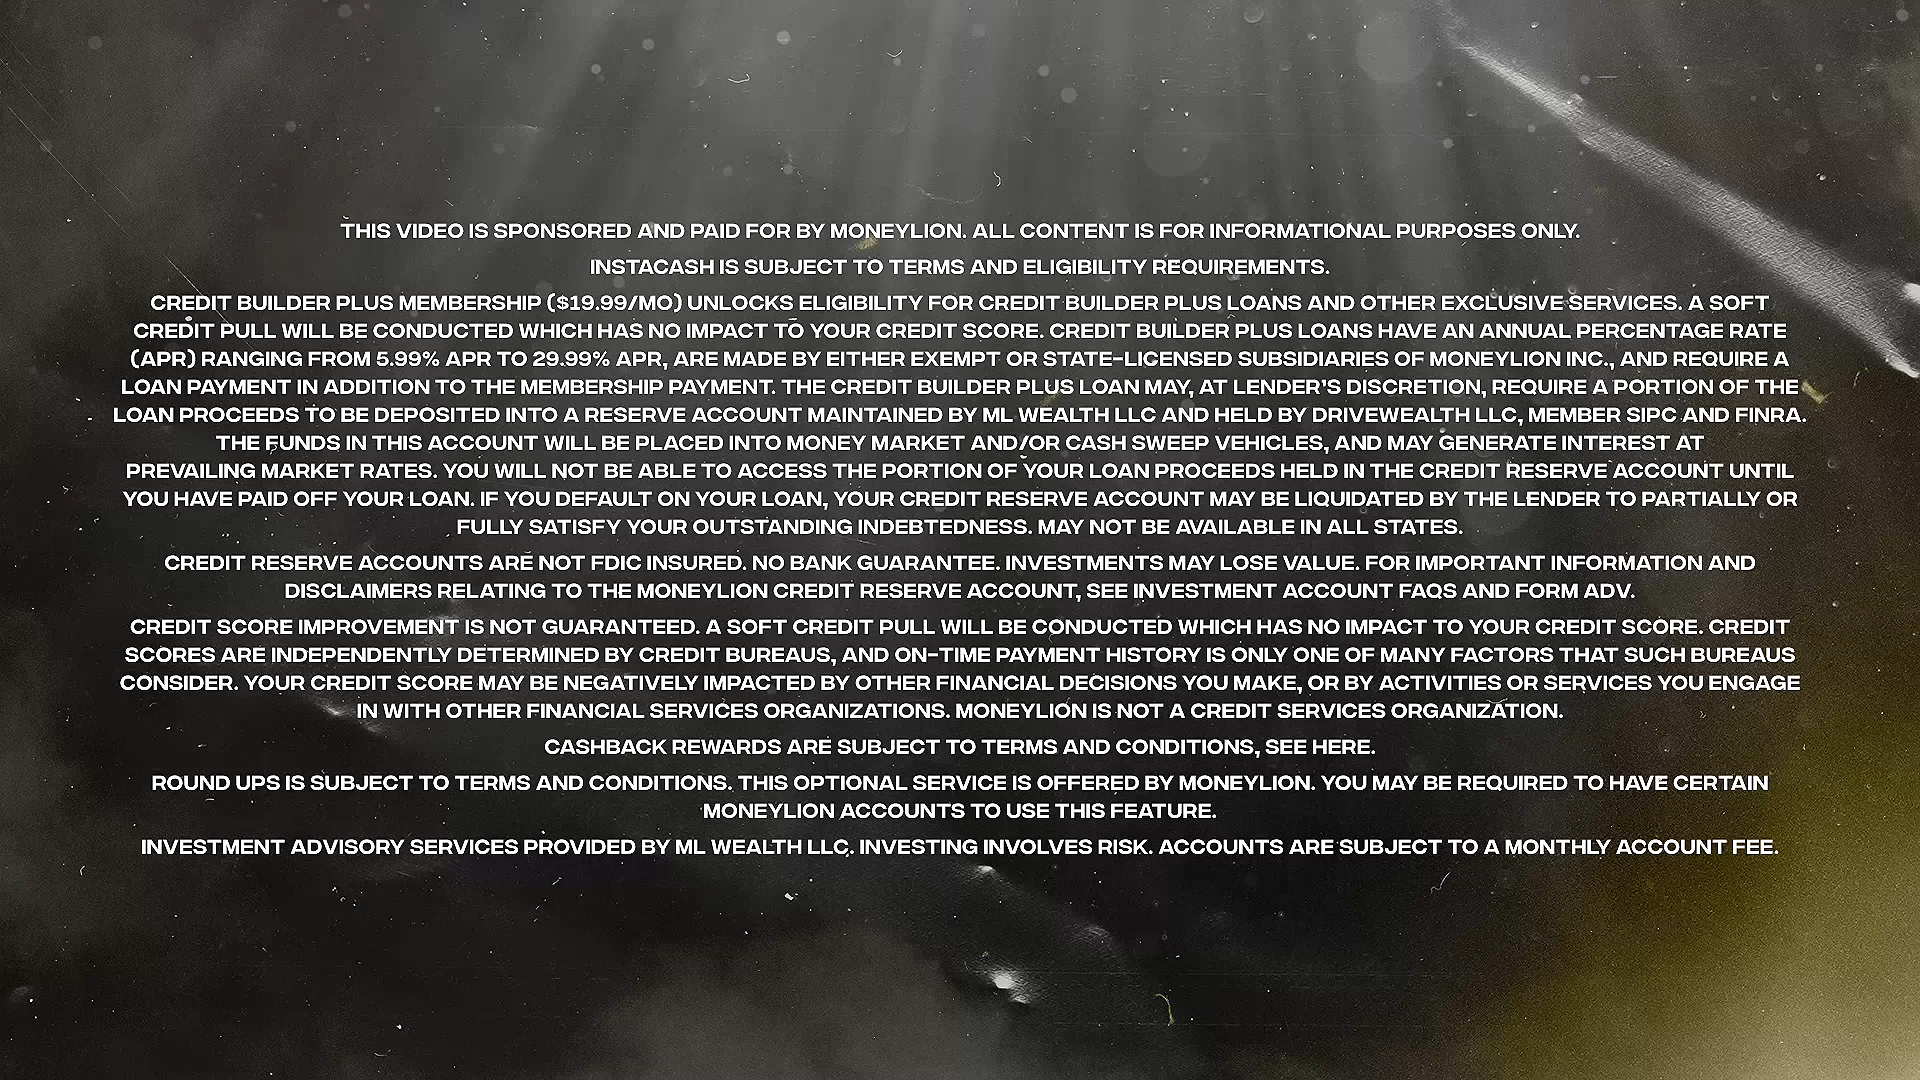 THIS VIDEO IS SPONSORED AND PAID FOR BY MONEYLION. ALL CONTENT IS FOR INFORMATIONAL PURPOSES ONLY.
INSTACASH IS SUBJECT TO TERMS AND ELIGIBILITY REQUIREMENTS.
CREDIT BUILDER PLUS MEMBERSHIP ($19.99/MO) UNLOCKS ELIGIBILITY FOR CREDIT BUILDER PLUS LOANS AND OTHER EXCLUSIVE SERVICES. A SOFT
CREDIT PULL WILL BE CONDUCTED WHICH HAS NO IMPACT TO YOUR CREDIT SCORE. CREDIT BUILDER PLUS LOANS HAVE AN ANNUAL PERCENTAGE RATE
(APR) RANGING FROM 5.99% APR TO 29.99% APR, ARE MADE BY EITHER EXEMPT OR STATE-LICENSED SUBSIDIARIES OF MONEYLION INC., AND REQUIRE A
LOAN PAYMENT IN ADDITION TO THE MEMBERSHIP PAYMENT. THE CREDIT BUILDER PLUS LOAN MAY, AT LENDER'S DISCRETION, REQUIRE A PORTION OF THE
LOAN PROCEEDS TO BE DEPOSITED INTO A RESERVE ACCOUNT MAINTAINED BY ML WEALTH LLC AND HELD BY DRIVEWEALTH LLC, MEMBER SIPC AND FINRA.
THE FUNDS IN THIS ACCOUNT WILL BE PLACED INTO MONEY MARKET AND/OR CASH SWEEP VEHICLES, AND MAY GENERATE INTEREST AT
PREVAILING MARKET RATES. YOU WILL NOT BE ABLE TO ACCESS THE PORTION OF YOUR LOAN PROCEEDS HELD IN THE CREDIT RESERVE ACCOUNT UNTIL
YOU HAVE PAID OFF YOUR LOAN. IF YOU DEFAULT ON YOUR LOAN, YOUR CREDIT RESERVE ACCOUNT MAY BE LIQUIDATED BY THE LENDER TO PARTIALLY OR
FULLY SATISFY YOUR OUTSTANDING INDEBTEDNESS. MAY NOT BE AVAILABLE IN ALL STATES.
CREDIT RESERVE ACCOUNTS ARE NOT FDIC INSURED. NO BANK GUARANTEE. INVESTMENTS MAY LOSE VALUE. FOR IMPORTANT INFORMATION AND
DISCLAIMERS RELATING TO THE MONEYLION CREDIT RESERVE ACCOUNT, SEE INVESTMENT ACCOUNT FAQS AND FORM ADV.
CREDIT SCORE IMPROVEMENT IS NOT GUARANTEED. A SOFT CREDIT PULL WILL BE CONDUCTED WHICH HAS NO IMPACT TO YOUR CREDIT SCORE. CREDIT
SCORES ARE INDEPENDENTLY DETERMINED BY CREDIT BUREAUS, AND ON-TIME PAYMENT HISTORY IS ONLY ONE OF MANY FACTORS THAT SUCH BUREAUS
CONSIDER. YOUR CREDIT SCORE MAY BE NEGATIVELY IMPACTED BY OTHER FINANCIAL DECISIONS YOU MAKE, OR BY ACTIVITIES OR SERVICES YOU ENGAGE
IN WITH OTHER FINANCIAL SERVICES ORGANIZATIONS. MONEYLION IS NOT A CREDIT SERVICES ORGANIZATION.
CASHBACK REWARDS ARE SUBJECT TO TERMS AND CONDITIONS, SEE HERE.
ROUND UPS IS SUBJECT TO TERMS AND CONDITIONS. THIS OPTIONAL SERVICE IS OFFERED BY MONEYLION. YOU MAY BE REQUIRED TO HAVE CERTAIN
MONEYLION ACCOUNTS TO USE THIS FEATURE.
INVESTMENT ADVISORY SERVICES PROVIDED BY ML WEALTH LLC. INVESTING INVOLVES RISK. ACCOUNTS ARE SUBJECT TO A MONTHLY ACCOUNT FEE.